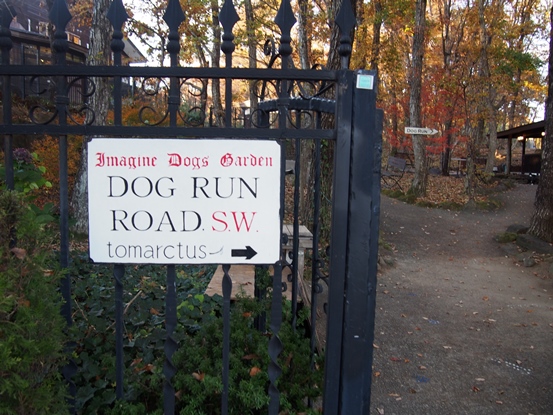 Imagine Dogs Garden
DOG RUN
ROAD. S.W.
tomarctus
Dog Run